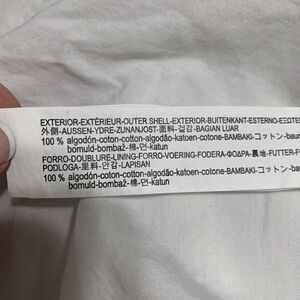 EXTERIOR-EXTÉRIEUR-OUTER SHELL-EXTERIOR-BUITENKANT-ESTERNO-ΕΞΩΤΕ
外側-AUSSEN-YDRE-ZUNANJOST-面料-겉감-BAGIAN LUAR
100 % algodón-coton-cotton-algodão-katoen-cotone-ΒΑΜΒΑΚΙ-コットン-baum
bomuld-bombaž-棉-면-katun
FORRO-DOUBLURE-LINING-FORRO-VOERING-FODERA-ΦΟΔΡΑ-裏地-FUTTER-FO
PODLOGA-里料-안감-LAPISAN
100 % algodón-coton-cotton-algodão-katoen-cotone-ΒΑΜΒΑΚΙ-コットン-bau
bomuld-bombaž-棉-면-katun